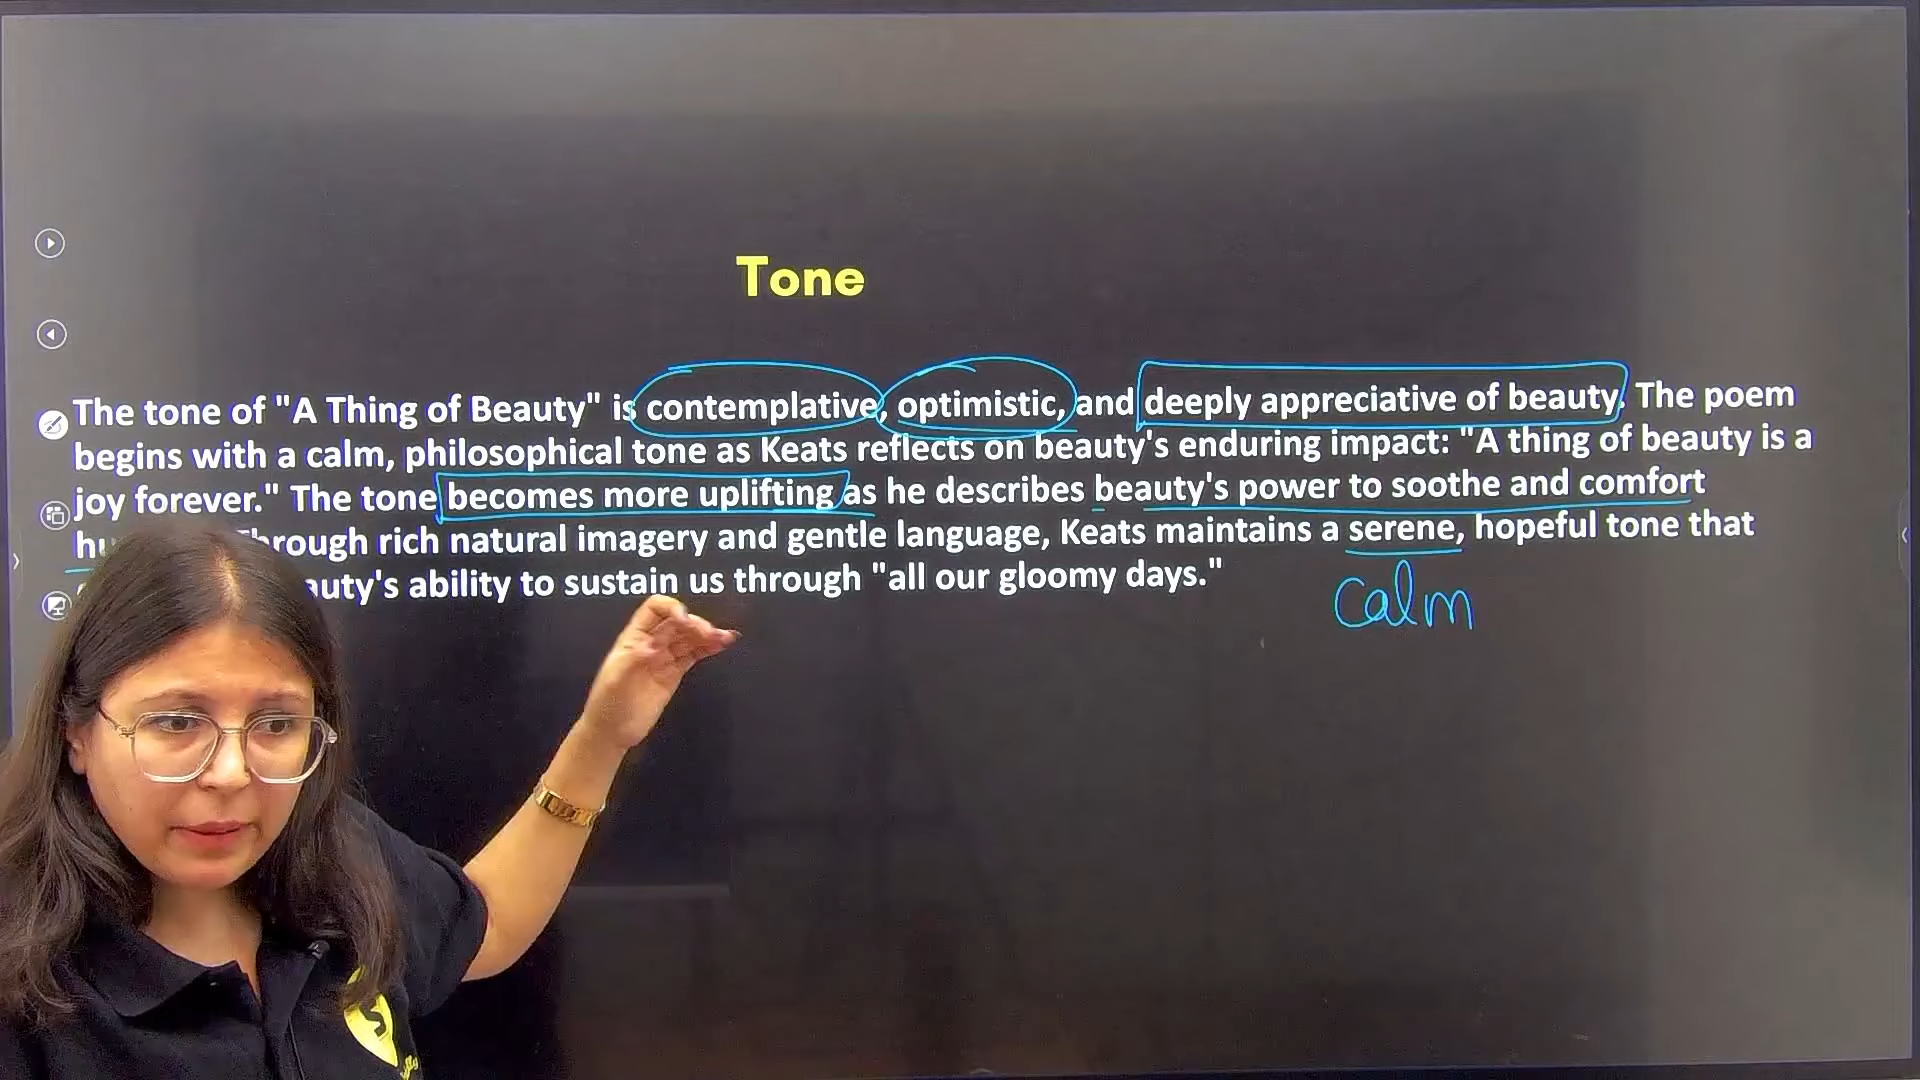 Tone
The tone of "A Thing of Beauty" is contemplative, optimistic, and deeply appreciative of beauty. The poem
begins with a calm, philosophical tone as Keats reflects on beauty's enduring impact: "A thing of beauty is a
joy forever." The tone becomes more uplifting as he describes beauty's power to soothe and comfort
rough rich natural imagery and gentle language, Keats maintains a serene, hopeful tone that
auty's ability to sustain us through "all our gloomy days."
calm